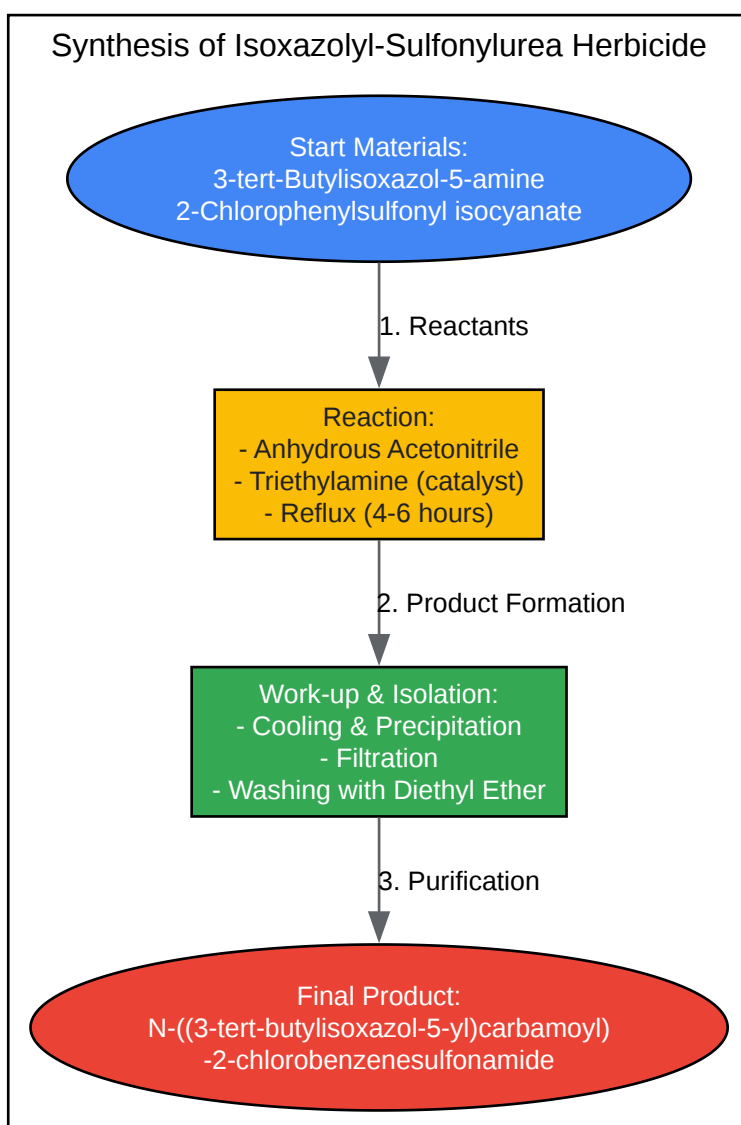 Synthesis of Isoxazolyl-Sulfonylurea Herbicide
Start Materials:
3-tert-Butylisoxazol-5-amine
2-Chlorophenylsulfonyl isocyanate
1. Reactants
Reaction:
- Anhydrous Acetonitrile
- Triethylamine (catalyst)
- Reflux (4-6 hours)
2. Product Formation
Work-up & Isolation:
- Cooling & Precipitation
- Filtration
- Washing with Diethyl Ether
3. Purification
Final Product:
N-((3-tert-butylisoxazol-5-yl)carbamoyl)
-2-chlorobenzenesulfonamide